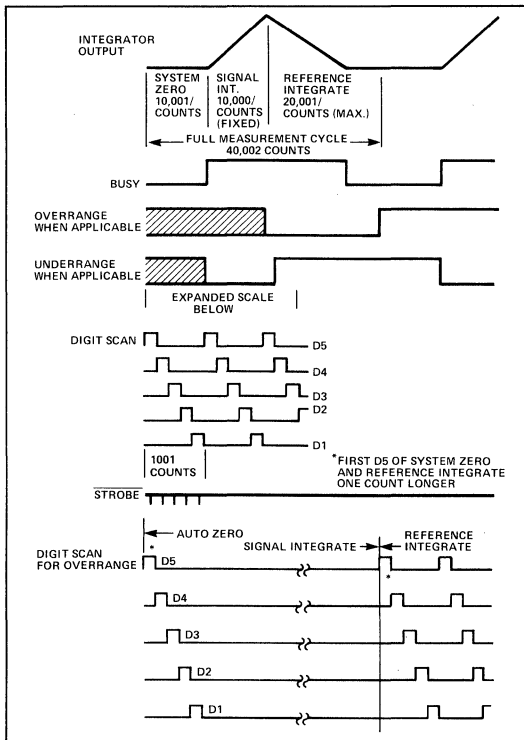 INTEGRATOR
OUTPUT
SYSTEM
ZERO
10,001/
COUNTS
SIGNAL
INT.
10,000/
COUNTS
(FIXED)
REFERENCE
INTEGRATE
20,001/
COUNTS (MAX.)
FULL MEASUREMENT CYCLE
40,002 COUNTS
BUSY
OVERRANGE
WHEN APPLICABLE
UNDERRANGE
WHEN APPLICABLE
EXPANDED SCALE
BELOW
DIGIT SCAN
D5
D4
D3
D2
D1
1001
COUNTS
*FIRST D5 OF SYSTEM ZERO
AND REFERENCE INTEGRATE
ONE COUNT LONGER
STROBE
AUTO ZERO
SIGNAL INTEGRATE
REFERENCE
INTEGRATE
DIGIT SCAN
FOR OVERRANGE
*
D5
*
D4
D3
D2
D1